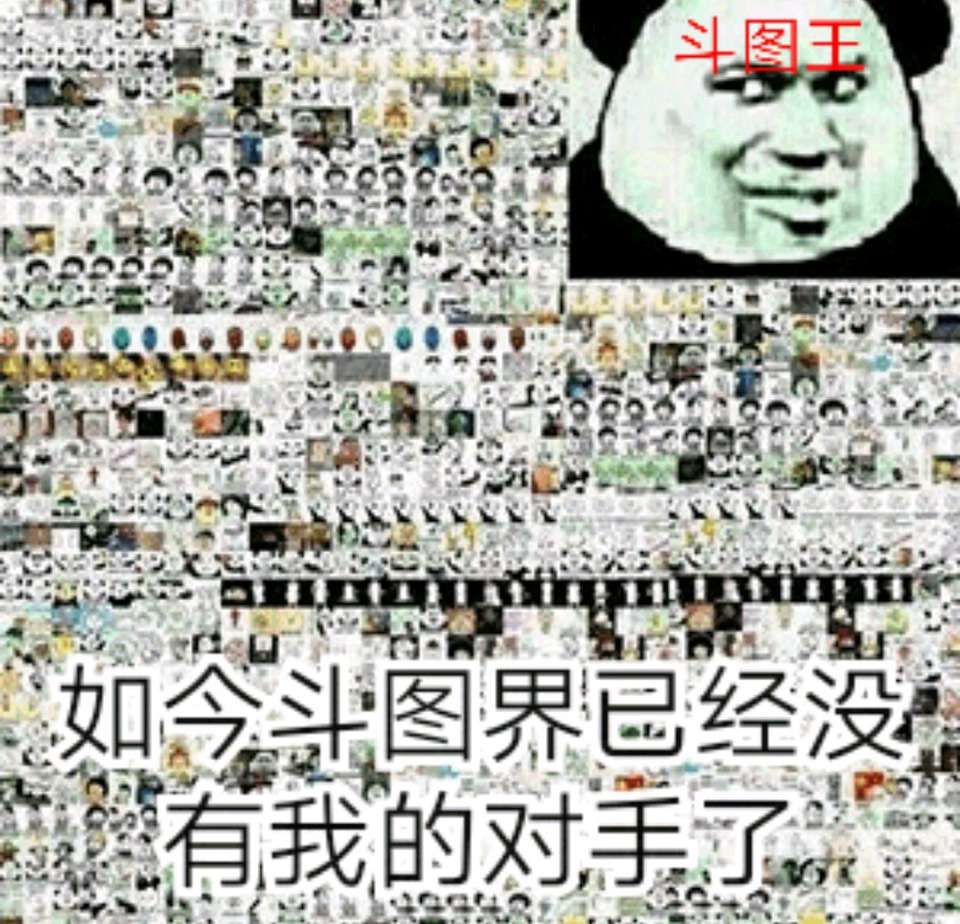 斗图王
如今斗图界已经没
有我的对手了